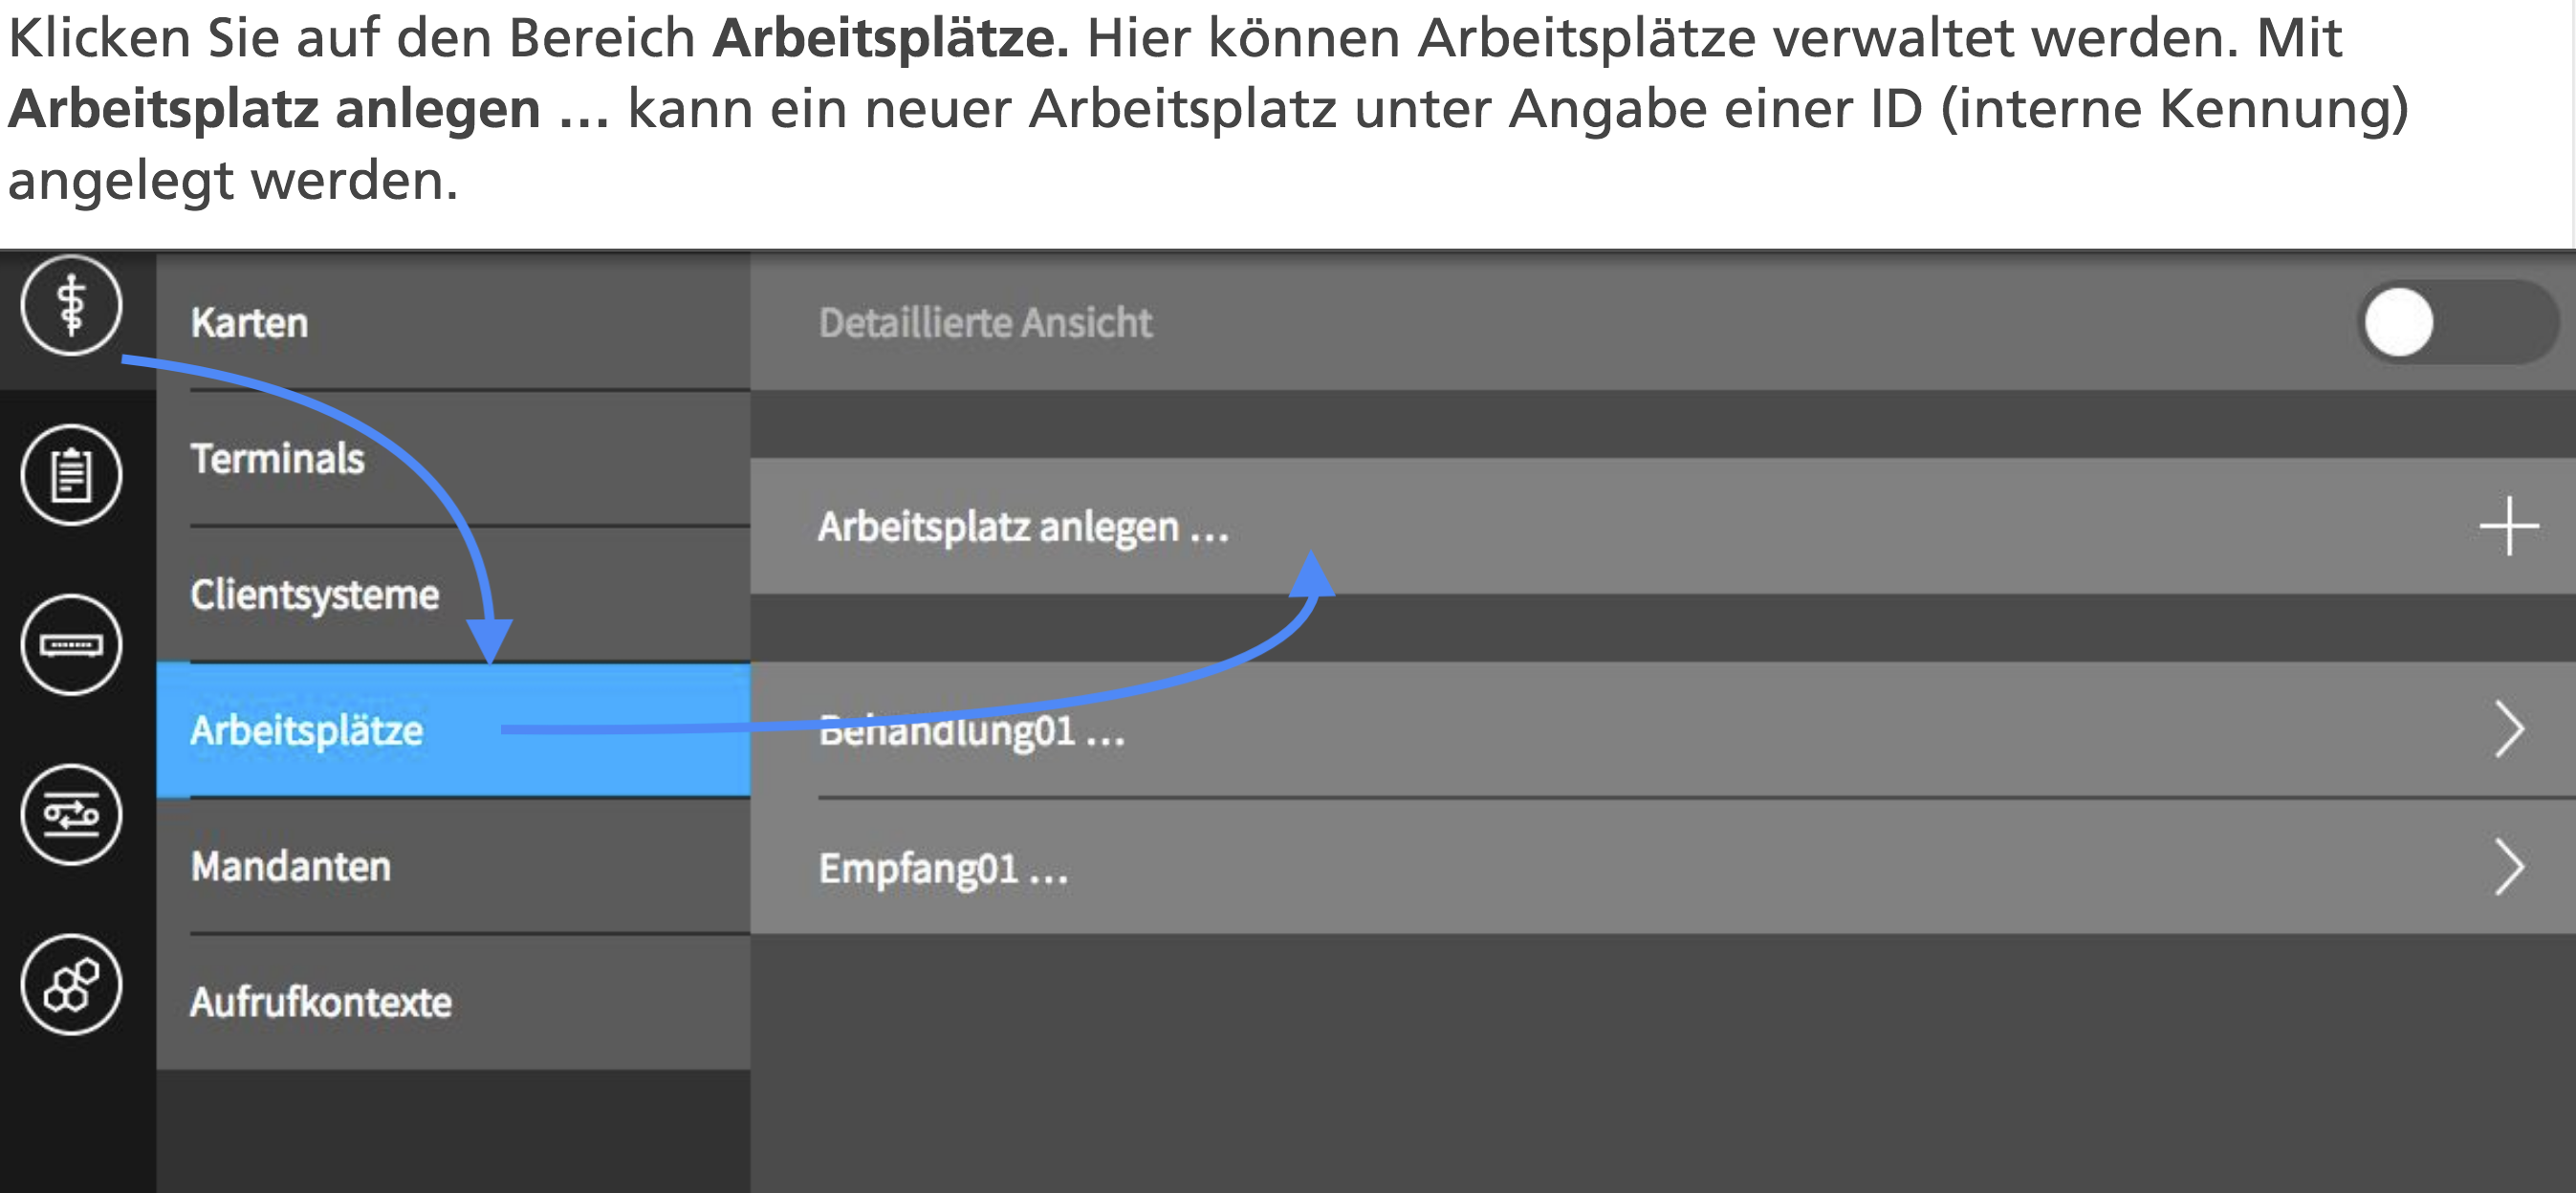 Klicken Sie auf den Bereich Arbeitsplätze. Hier können Arbeitsplätze verwaltet werden. Mit
Arbeitsplatz anlegen ... kann ein neuer Arbeitsplatz unter Angabe einer ID (interne Kennung)
angelegt werden.
Karten
Terminals
Clientsysteme
Arbeitsplätze
Mandanten
Aufrufkontexte
Detaillierte Ansicht
Arbeitsplatz anlegen ...
Behandlung01 ...
Empfang01 ...